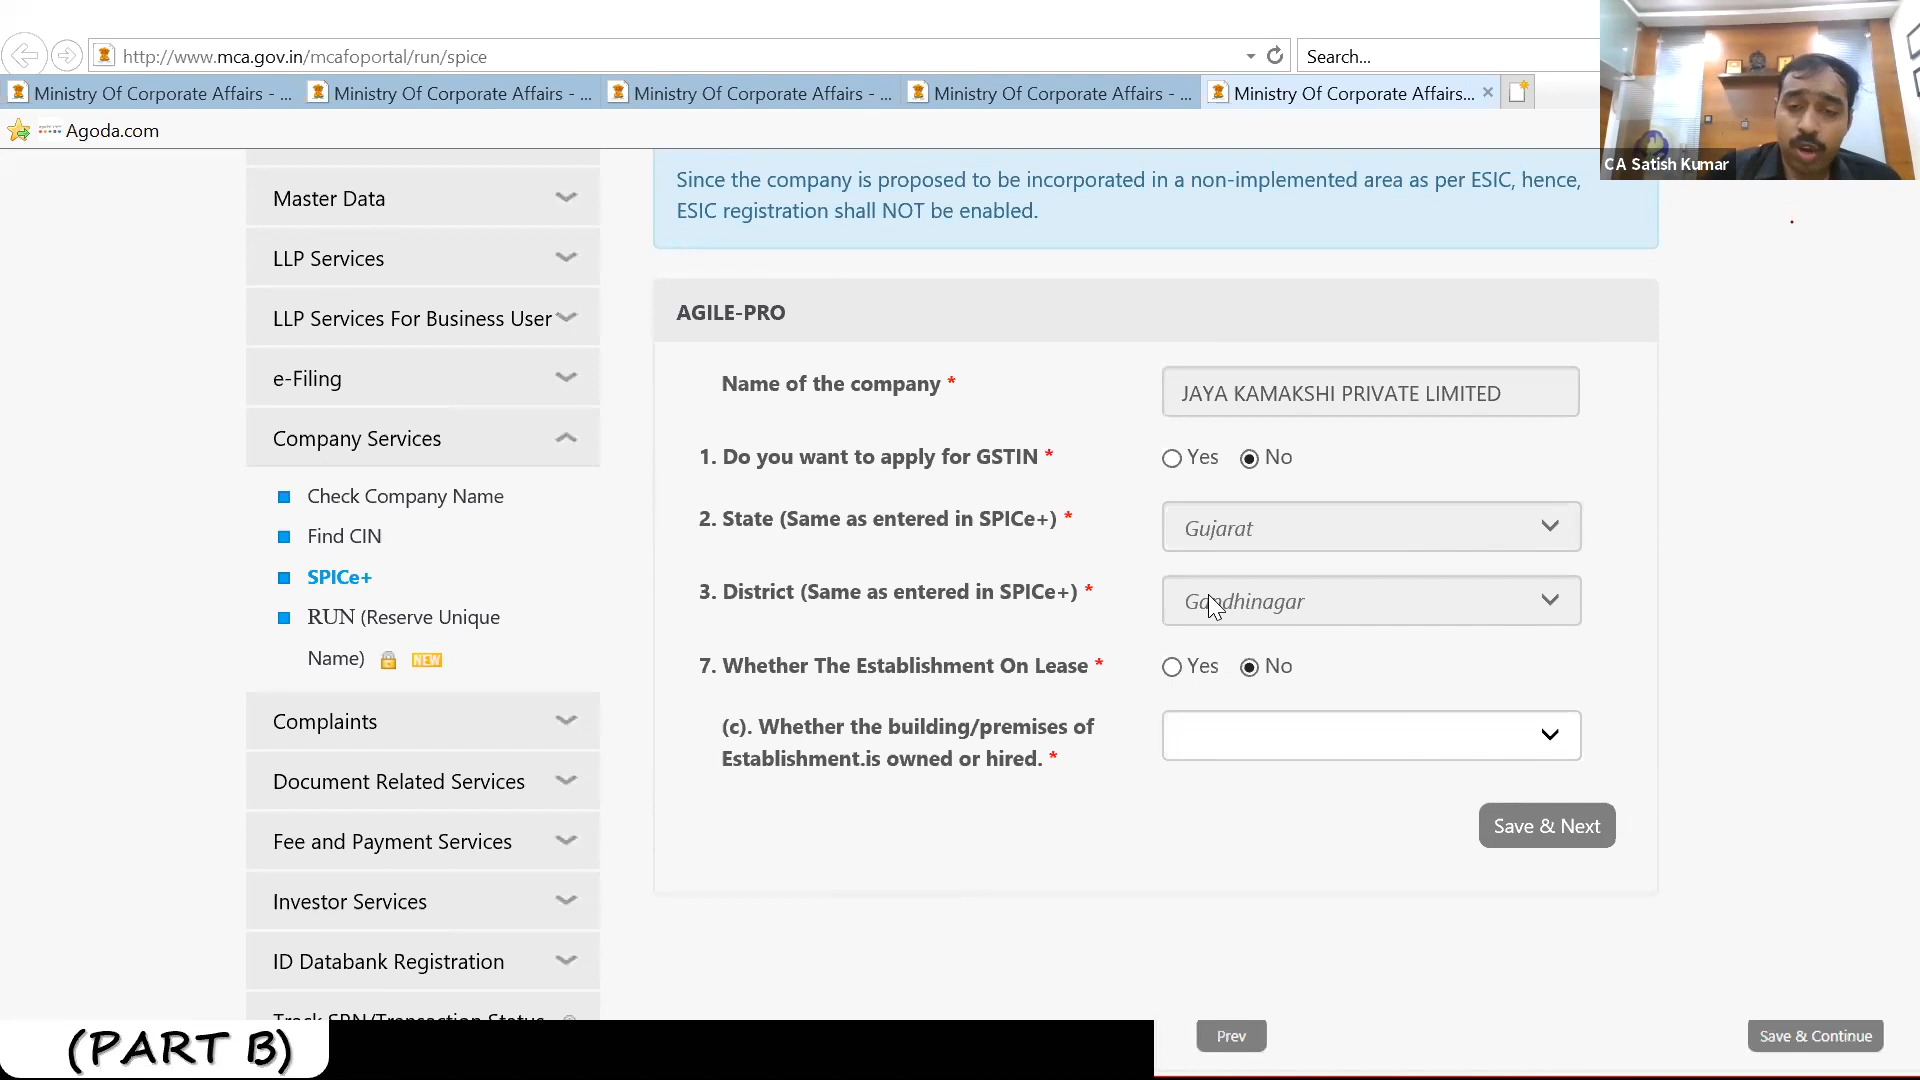 http://www.mca.gov.in/mcafoportal/run/spice
Search...
Ministry Of Corporate Affairs - ...
Ministry Of Corporate Affairs - ...
Ministry Of Corporate Affairs - ...
Ministry Of Corporate Affairs - ...
Ministry Of Corporate Affairs...
Agoda.com
CA Satish Kumar
Master Data
LLP Services
LLP Services For Business User
e-Filing
Company Services
Check Company Name
Find CIN
SPICe+
RUN (Reserve Unique
Name) NEW
Complaints
Document Related Services
Fee and Payment Services
Investor Services
ID Databank Registration
Track SRN/Transaction Status
Since the company is proposed to be incorporated in a non-implemented area as per ESIC, hence,
ESIC registration shall NOT be enabled.
AGILE-PRO
Name of the company *
JAYA KAMAKSHI PRIVATE LIMITED
1. Do you want to apply for GSTIN *
Yes No
2. State (Same as entered in SPICe+) *
Gujarat
3. District (Same as entered in SPICe+) *
Gandhinagar
7. Whether The Establishment On Lease *
Yes No
(c). Whether the building/premises of
Establishment.is owned or hired. *
Save & Next
(PART B)
Prev
Save & Continue